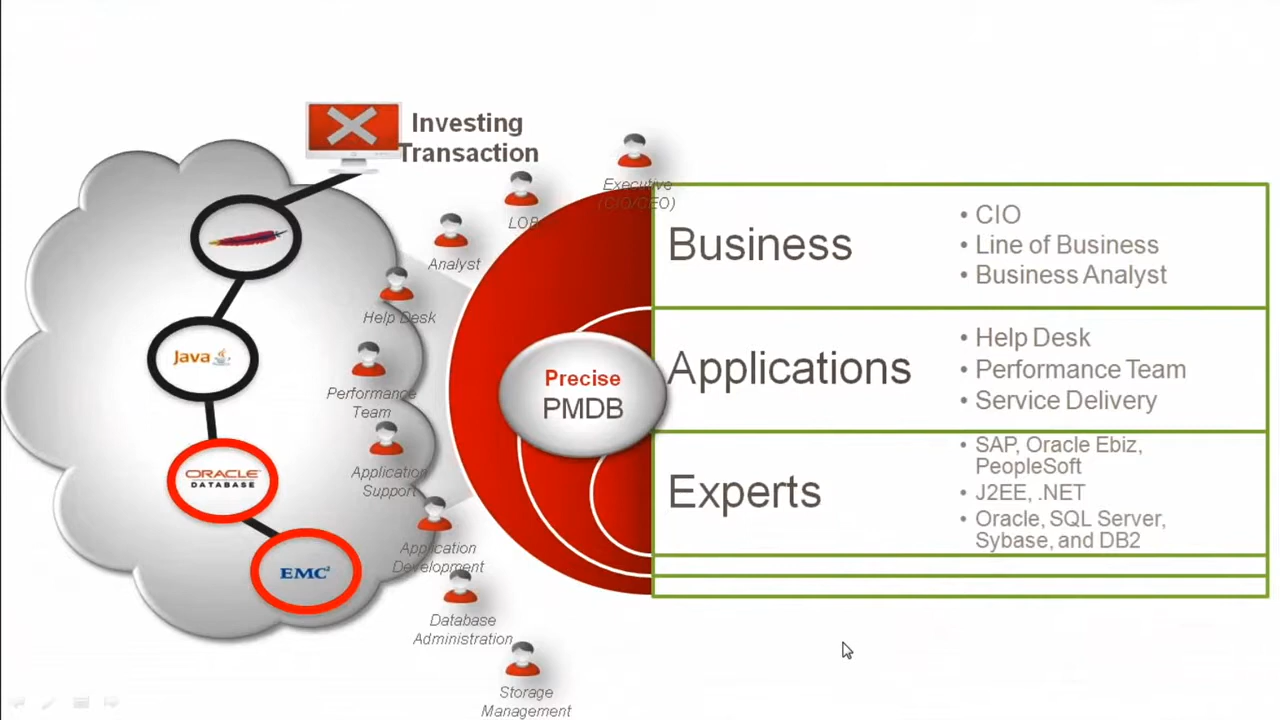 Investing
Transaction
Executive
(CIO/CEO)
LOB
Analyst
Help Desk
Performance
Team
Application
Support
Application
Development
Database
Administration
Storage
Management
Java
ORACLE
DATABASE
EMC²
Precise
PMDB
Business
• CIO
• Line of Business
• Business Analyst
Applications
• Help Desk
• Performance Team
• Service Delivery
Experts
• SAP, Oracle Ebiz,
PeopleSoft
• J2EE, .NET
• Oracle, SQL Server,
Sybase, and DB2